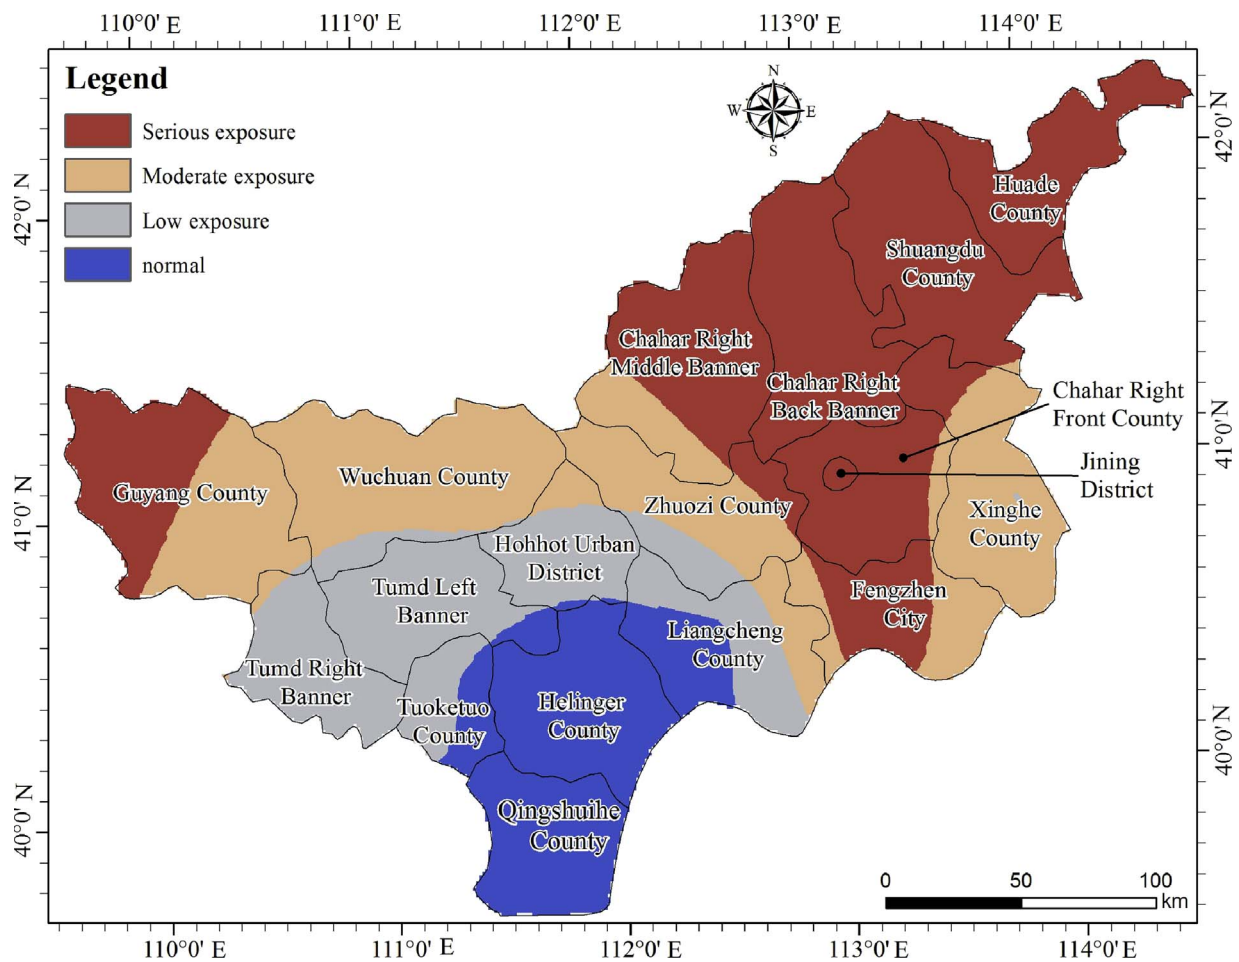 110°0' E
111°0' E
112°0' E
113°0' E
114°0' E
Legend
Serious exposure
Moderate exposure
Low exposure
normal
N
W
E
S
42°0' N
41°0' N
40°0' N
42°0' N
41°0' N
40°0' N
Huade
County
Shuangdu
County
Chahar Right
Middle Banner
Chahar Right
Back Banner
Chahar Right
Front County
Jining
District
Guyang County
Wuchuan County
Zhuozi County
Xinghe
County
Hohhot Urban
District
Tumd Left
Banner
Fengzhen
City
Liangcheng
County
Tumd Right
Banner
Tuoketuo
County
Helinger
County
Qingshuihe
County
0
50
100
km
110°0' E
111°0' E
112°0' E
113°0' E
114°0' E